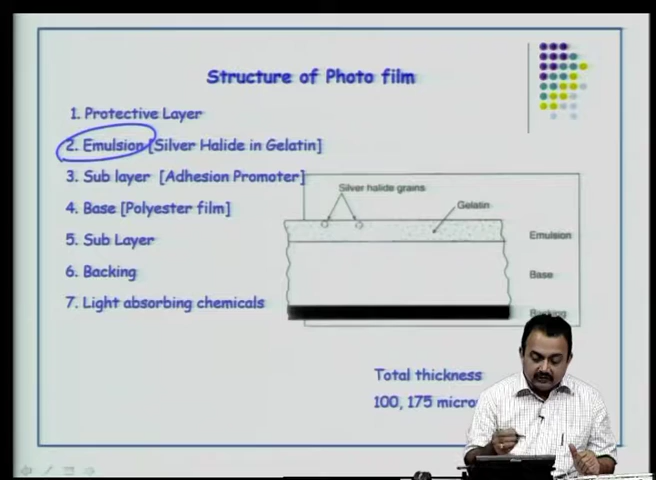 Structure of Photo film
1. Protective Layer
2. Emulsion [Silver Halide in Gelatin]
3. Sub layer [Adhesion Promoter]
4. Base [Polyester film]
5. Sub Layer
6. Backing
7. Light absorbing chemicals
Silver halide grains
Gelatin
Emulsion
Base
Backing
Total thickness
100, 175 micro